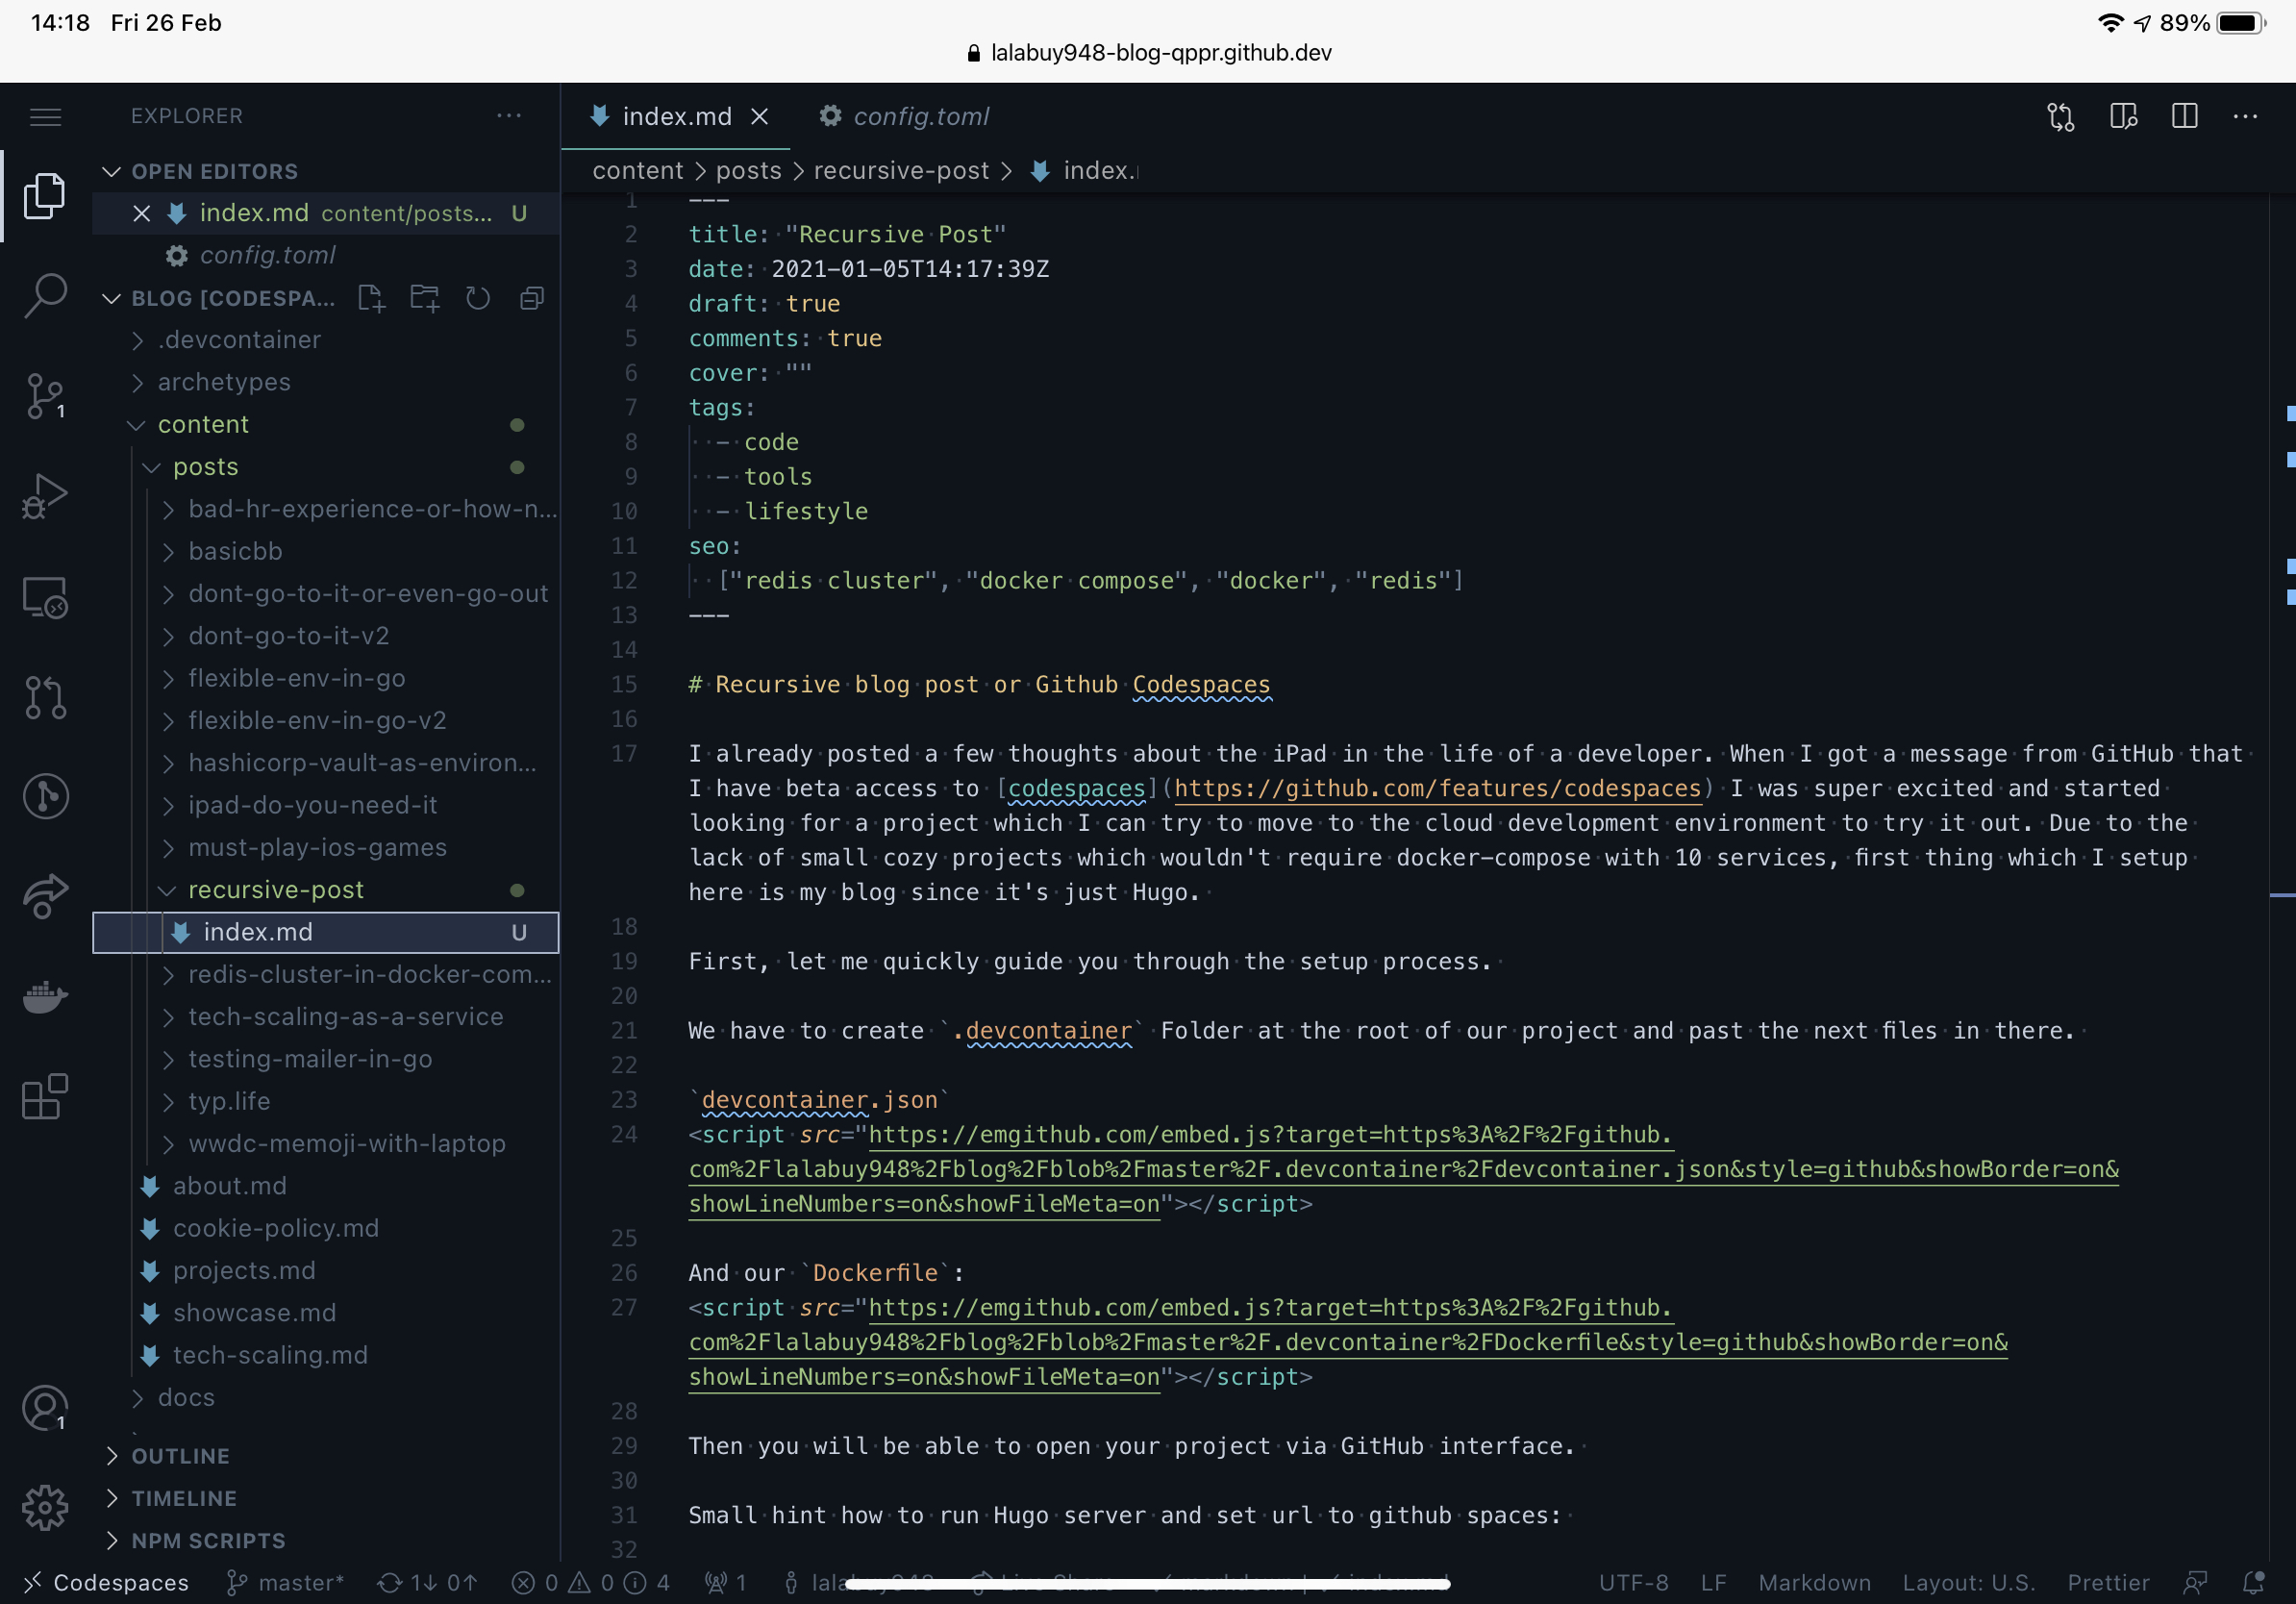 14:18 Fri 26 Feb
89%
lalabuy948-blog-qppr.github.dev
EXPLORER
index.md
config.toml
OPEN EDITORS
content > posts > recursive-post > index.
index.md content/posts... U
config.toml
BLOG [CODESPA...
.devcontainer
archetypes
content
posts
bad-hr-experience-or-how-n...
basicbb
dont-go-to-it-or-even-go-out
dont-go-to-it-v2
flexible-env-in-go
flexible-env-in-go-v2
hashicorp-vault-as-environ...
ipad-do-you-need-it
must-play-ios-games
recursive-post
index.md U
redis-cluster-in-docker-com...
tech-scaling-as-a-service
testing-mailer-in-go
typ.life
wwdc-memoji-with-laptop
about.md
cookie-policy.md
projects.md
showcase.md
tech-scaling.md
docs
OUTLINE
TIMELINE
NPM SCRIPTS
1
1
1 ---
2 title: "Recursive Post"
3 date: 2021-01-05T14:17:39Z
4 draft: true
5 comments: true
6 cover: ""
7 tags:
8 - code
9 - tools
10 - lifestyle
11 seo:
12 ["redis cluster", "docker compose", "docker", "redis"]
13 ---
14
15 # Recursive blog post or Github Codespaces
16
17 I already posted a few thoughts about the iPad in the life of a developer. When I got a message from GitHub that
I have beta access to [codespaces](https://github.com/features/codespaces) I was super excited and started
looking for a project which I can try to move to the cloud development environment to try it out. Due to the
lack of small cozy projects which wouldn't require docker-compose with 10 services, first thing which I setup
here is my blog since it's just Hugo.
18
19 First, let me quickly guide you through the setup process.
20
21 We have to create `.devcontainer` Folder at the root of our project and past the next files in there.
22
23 `devcontainer.json`
24 <script src="https://emgithub.com/embed.js?target=https%3A%2F%2Fgithub.
com%2Flalabuy948%2Fblog%2Fblob%2Fmaster%2F.devcontainer%2Fdevcontainer.json&style=github&showBorder=on&
showLineNumbers=on&showFileMeta=on"></script>
25
26 And our `Dockerfile`:
27 <script src="https://emgithub.com/embed.js?target=https%3A%2F%2Fgithub.
com%2Flalabuy948%2Fblog%2Fblob%2Fmaster%2F.devcontainer%2FDockerfile&style=github&showBorder=on&
showLineNumbers=on&showFileMeta=on"></script>
28
29 Then you will be able to open your project via GitHub interface.
30
31 Small hint how to run Hugo server and set url to github spaces:
32
Codespaces master* 1↓ 0↑ 0 0 4 1 UTF-8 LF Markdown Layout: U.S. Prettier